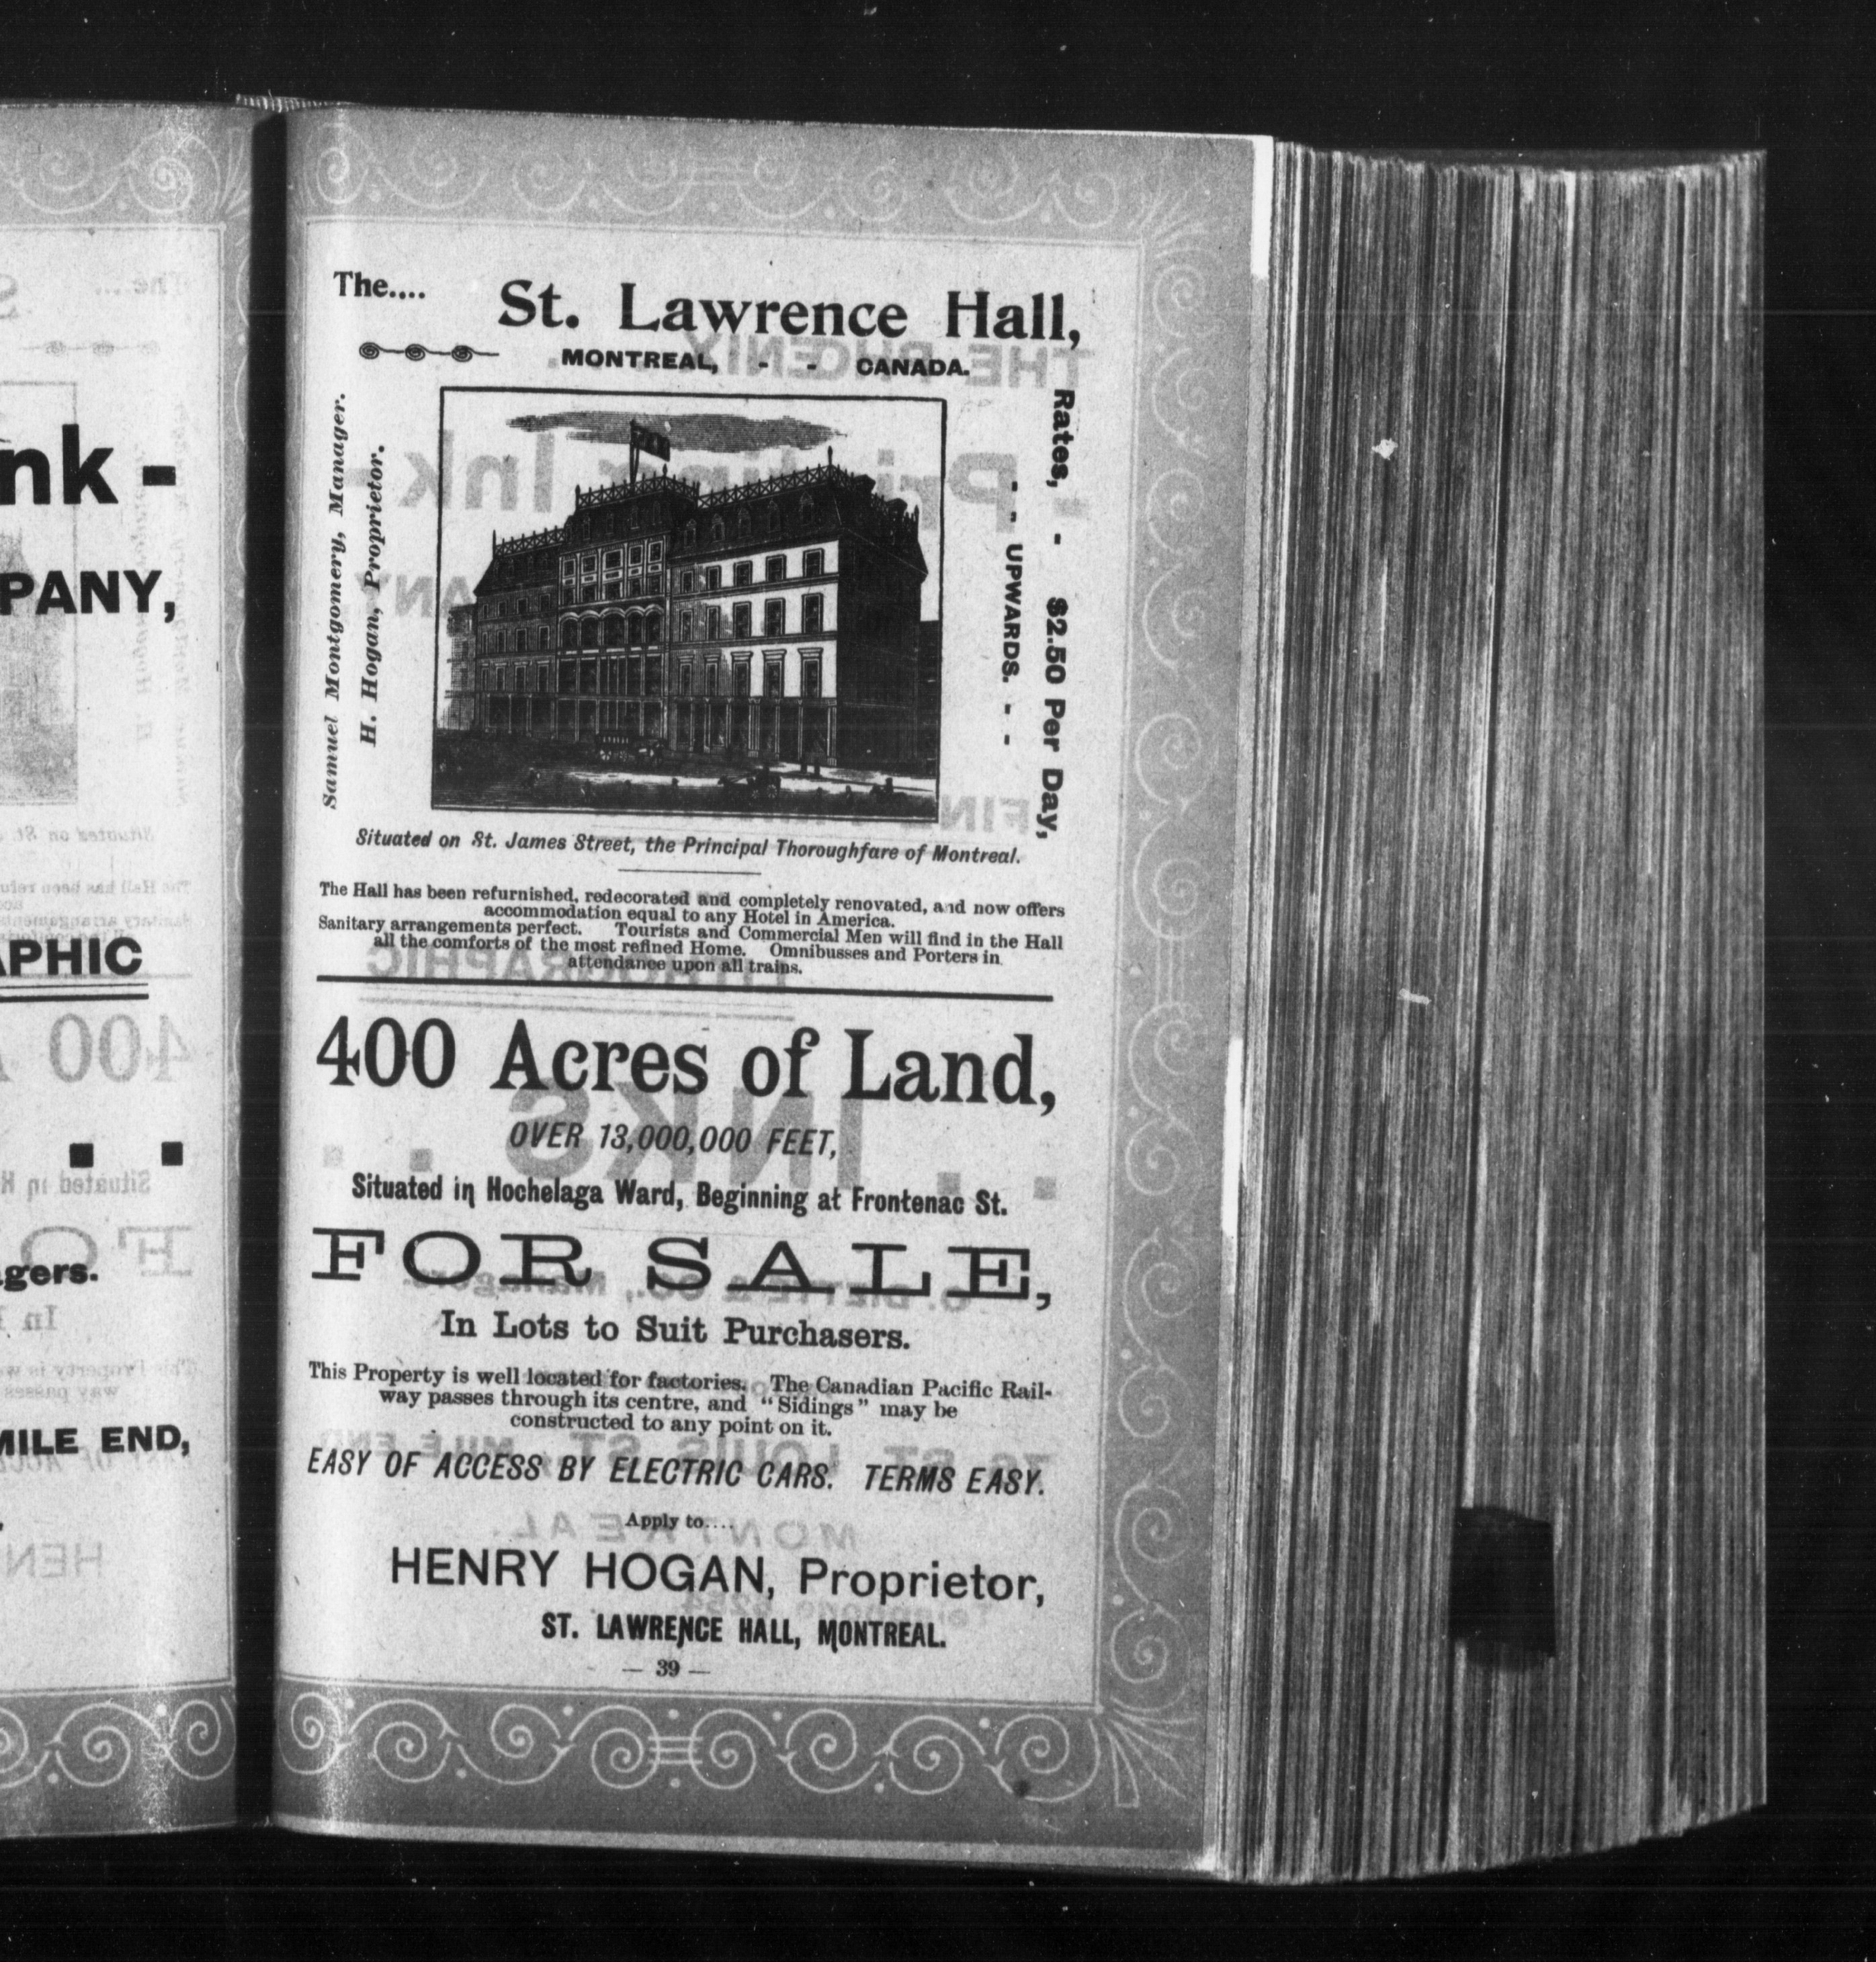 nk -
PANY,
APHIC
gers.
MILE END,
The....
St. Lawrence Hall,
MONTREAL, - - CANADA.
Samuel Montgomery, Manager.
H. Hogan, Proprietor.
Rates, - $2.50 Per Day,
- - UPWARDS. - -
Situated on St. James Street, the Principal Thoroughfare of Montreal.
The Hall has been refurnished, redecorated and completely renovated, and now offers
accommodation equal to any Hotel in America.
Sanitary arrangements perfect. Tourists and Commercial Men will find in the Hall
all the comforts of the most refined Home. Omnibusses and Porters in
attendance upon all trains.
400 Acres of Land,
OVER 13,000,000 FEET,
Situated in Hochelaga Ward, Beginning at Frontenac St.
FOR SALE,
In Lots to Suit Purchasers.
This Property is well located for factories. The Canadian Pacific Rail-
way passes through its centre, and "Sidings" may be
constructed to any point on it.
EASY OF ACCESS BY ELECTRIC CARS. TERMS EASY.
Apply to....
HENRY HOGAN, Proprietor,
ST. LAWRENCE HALL, MONTREAL.
— 39 —